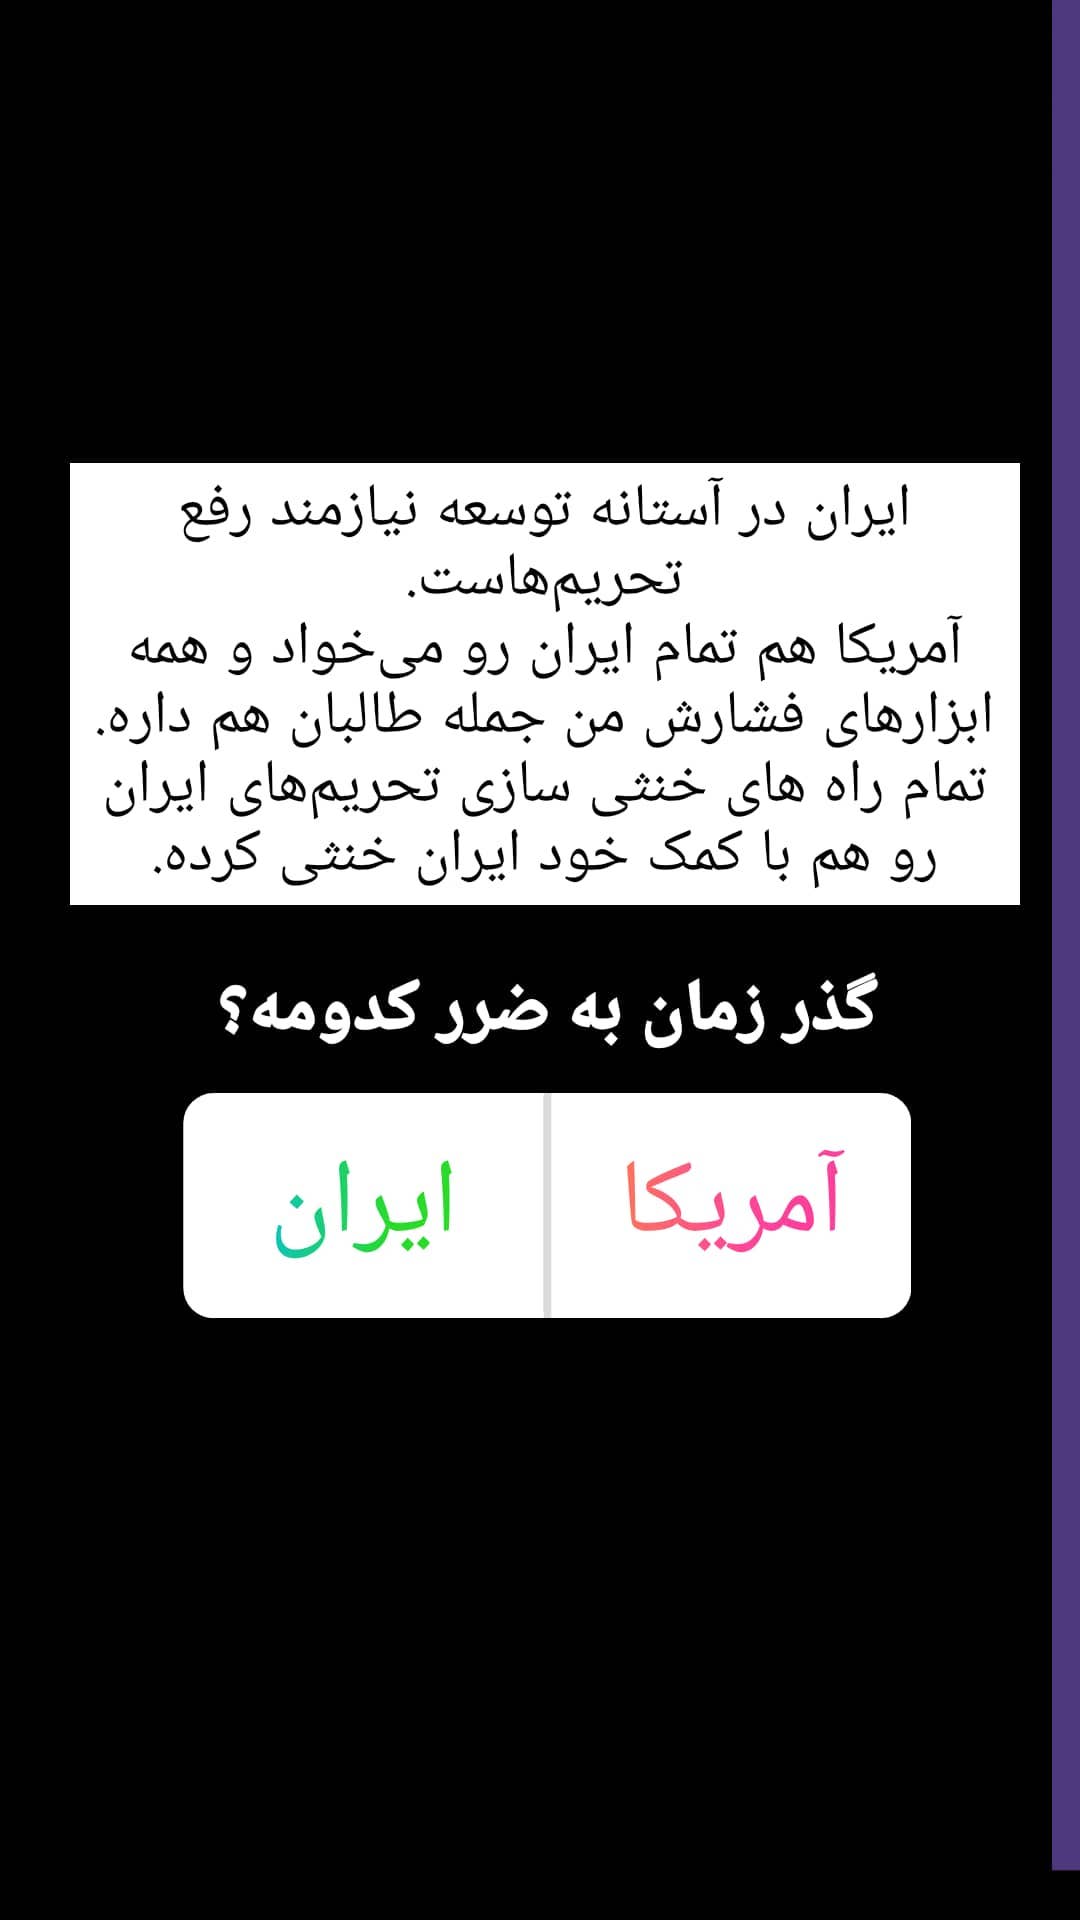 ایران در آستانه توسعه نیازمند رفع
تحریم‌هاست.
آمریکا هم تمام ایران رو می‌خواد و همه
ابزارهای فشارش من جمله طالبان هم داره.
تمام راه های خنثی سازی تحریم‌های ایران
رو هم با کمک خود ایران خنثی کرده.
گذر زمان به ضرر کدومه؟
آمریکا
ایران